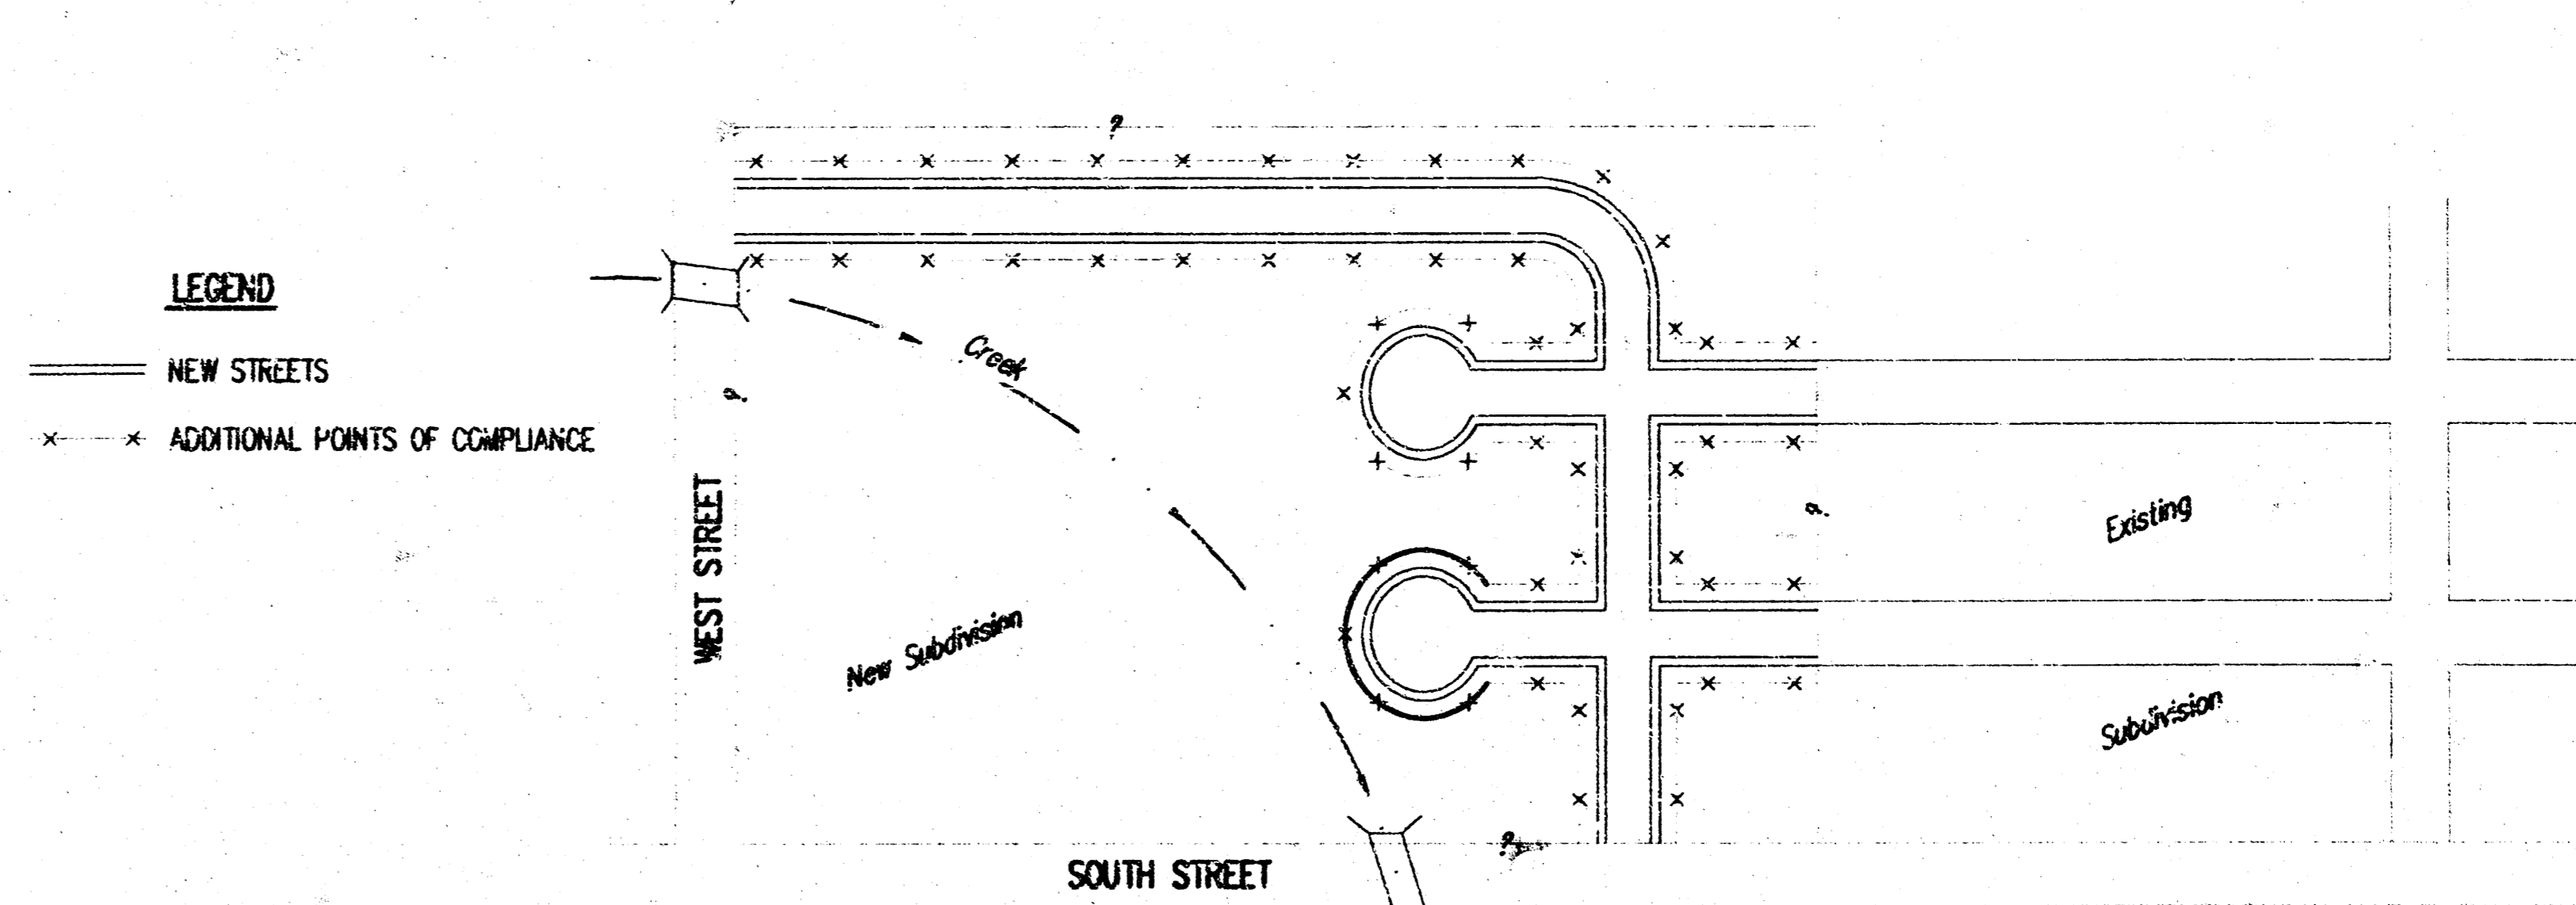 ?
LEGEND
NEW STREETS
x x ADDITIONAL POINTS OF COMPLIANCE
Creek
?
WEST STREET
New Subdivision
?
Existing
Subdivision
?
SOUTH STREET